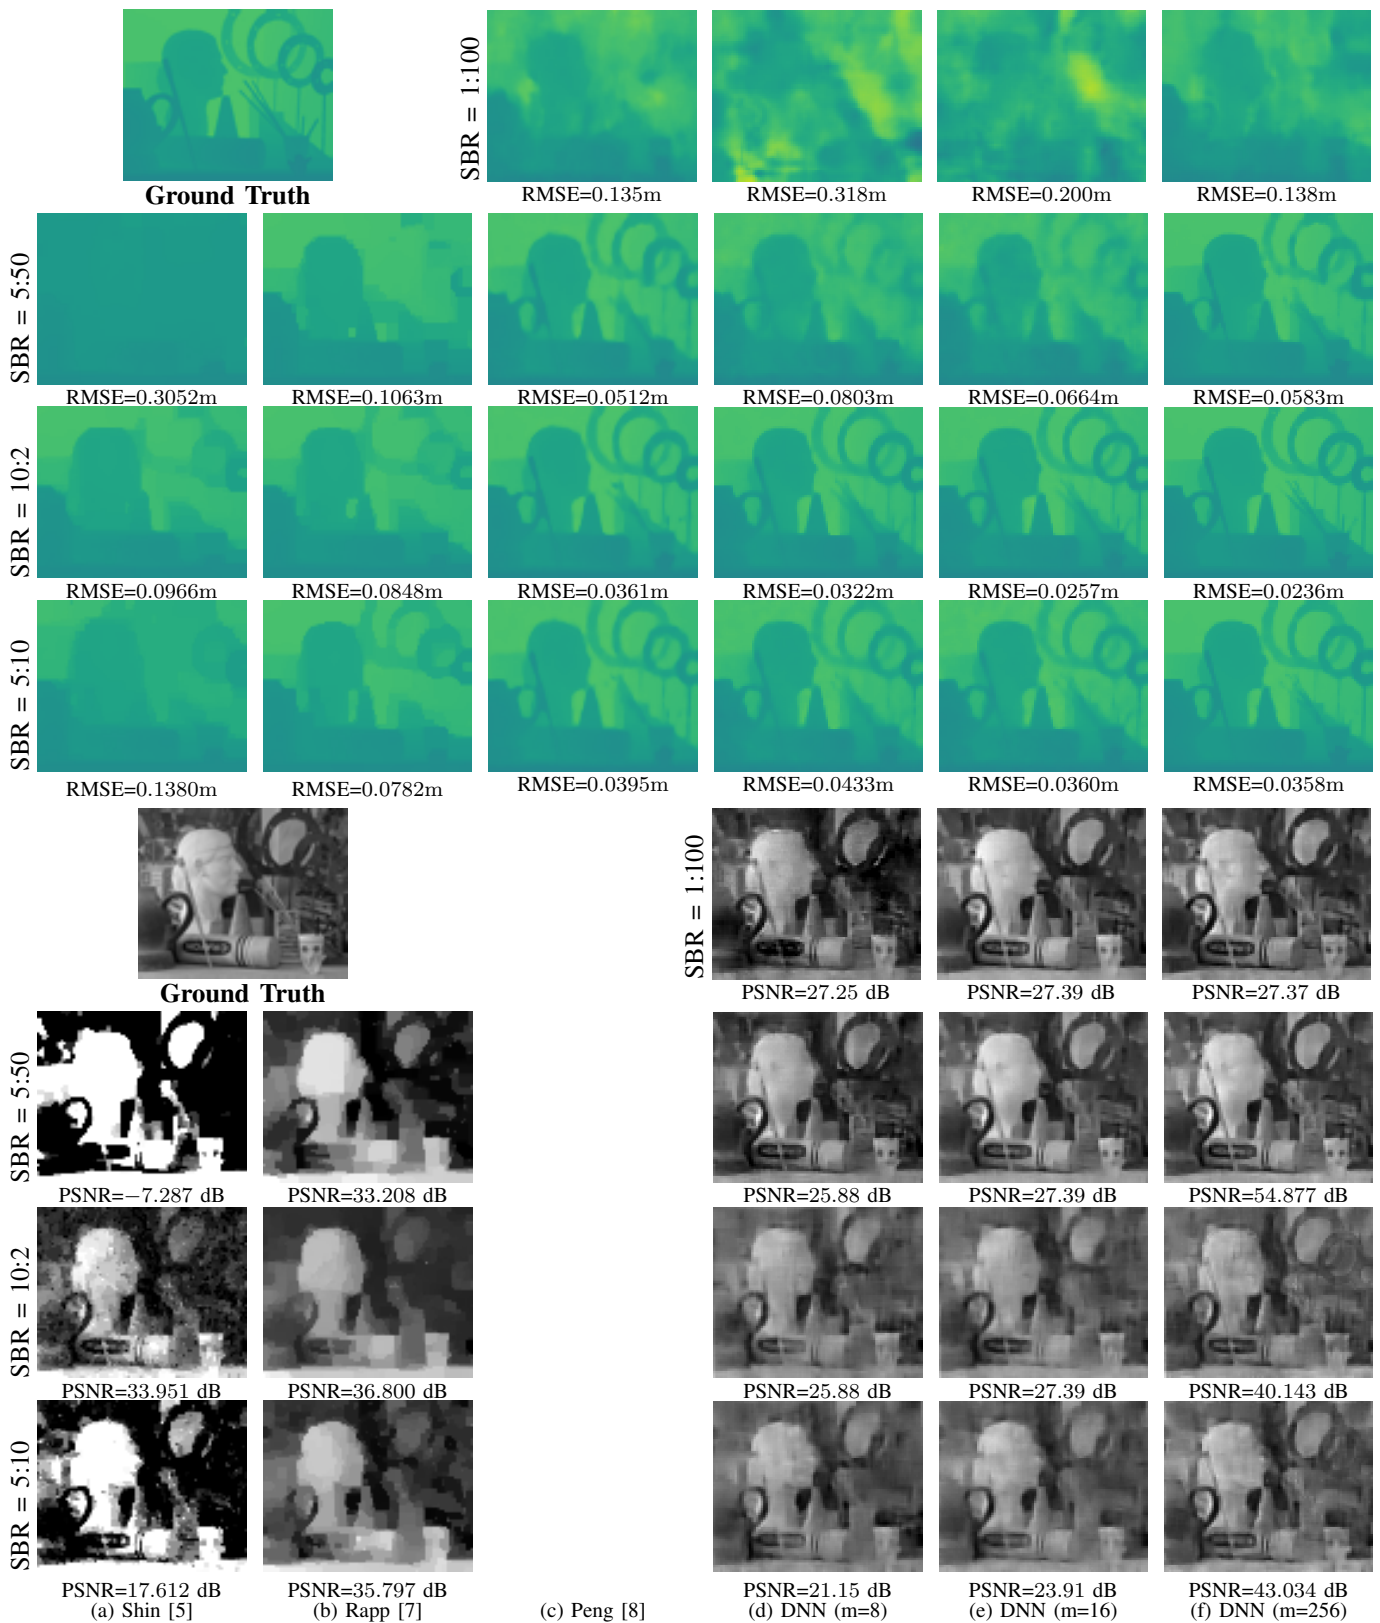 SBR = 1:100
Ground Truth
RMSE=0.135m
RMSE=0.318m
RMSE=0.200m
RMSE=0.138m
SBR = 5:50
RMSE=0.3052m
RMSE=0.1063m
RMSE=0.0512m
RMSE=0.0803m
RMSE=0.0664m
RMSE=0.0583m
SBR = 10:2
RMSE=0.0966m
RMSE=0.0848m
RMSE=0.0361m
RMSE=0.0322m
RMSE=0.0257m
RMSE=0.0236m
SBR = 5:10
RMSE=0.1380m
RMSE=0.0782m
RMSE=0.0395m
RMSE=0.0433m
RMSE=0.0360m
RMSE=0.0358m
SBR = 1:100
Ground Truth
PSNR=27.25 dB
PSNR=27.39 dB
PSNR=27.37 dB
SBR = 5:50
PSNR=−7.287 dB
PSNR=33.208 dB
PSNR=25.88 dB
PSNR=27.39 dB
PSNR=54.877 dB
SBR = 10:2
PSNR=33.951 dB
PSNR=36.800 dB
PSNR=25.88 dB
PSNR=27.39 dB
PSNR=40.143 dB
SBR = 5:10
PSNR=17.612 dB
PSNR=35.797 dB
PSNR=21.15 dB
PSNR=23.91 dB
PSNR=43.034 dB
(a) Shin [5]
(b) Rapp [7]
(c) Peng [8]
(d) DNN (m=8)
(e) DNN (m=16)
(f) DNN (m=256)